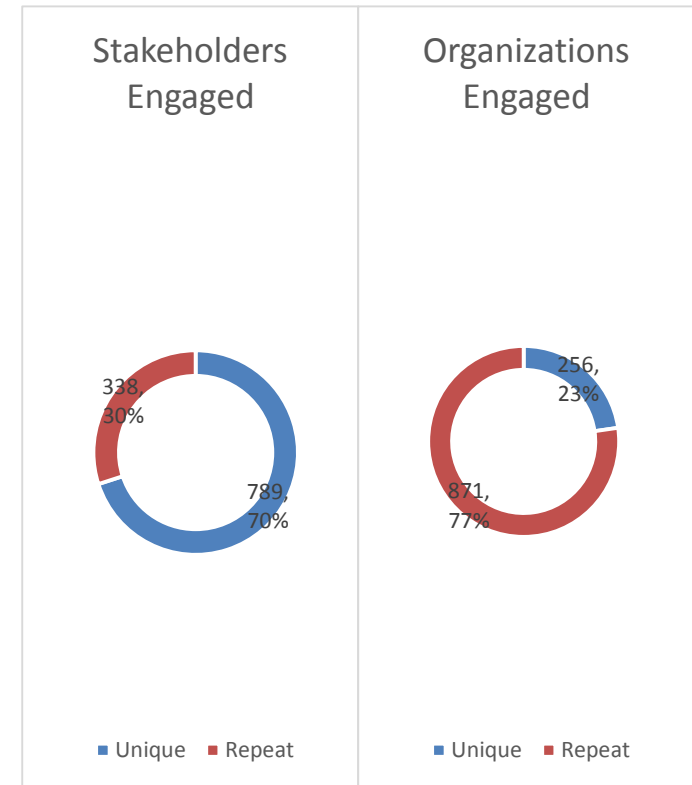 Stakeholders
Engaged
338,
30%
789,
70%
Unique Repeat
Organizations
Engaged
256,
23%
871,
77%
Unique Repeat